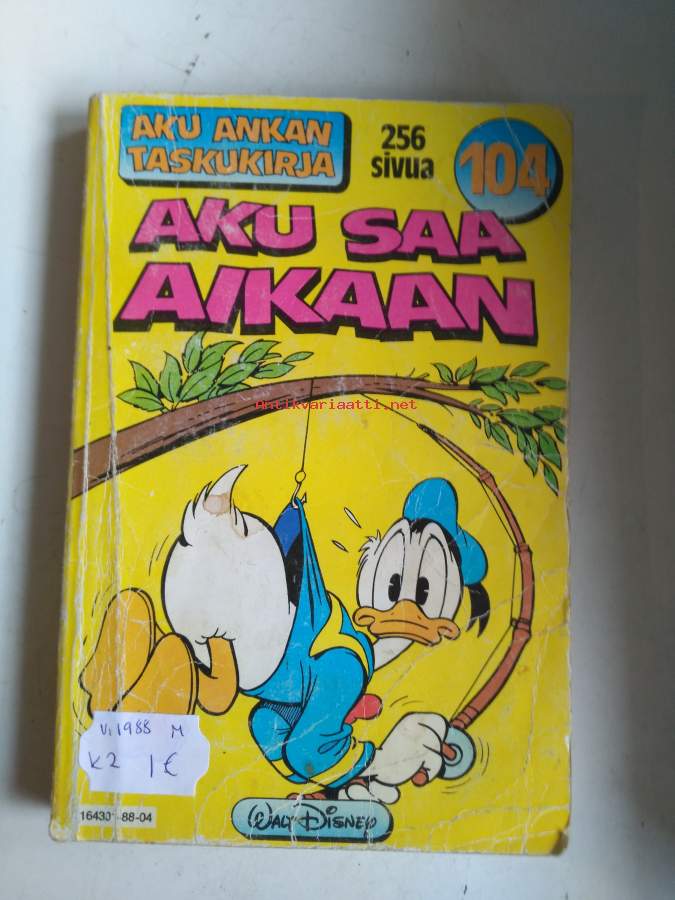 AKU ANKAN
TASKUKIRJA
256
sivua
104
AKU SAA
AIKAAN
Antikvariaatti.net
V. 1988 M
K2 1€
WALT DISNEY